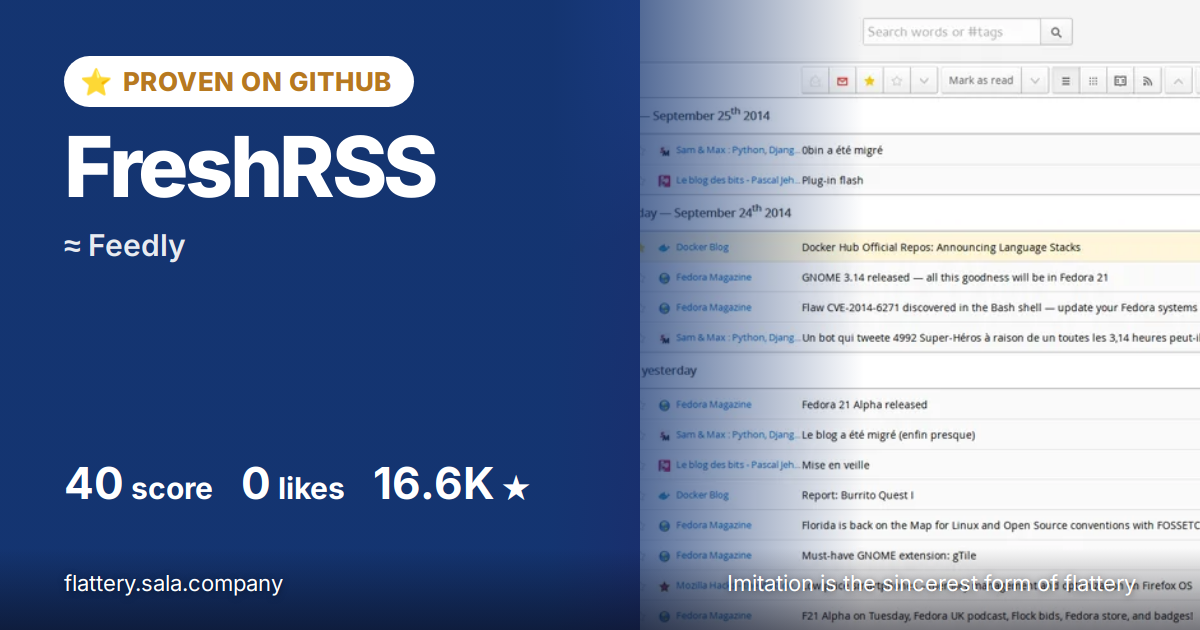 ⭐ PROVEN ON GITHUB
FreshRSS
≈ Feedly
40 score 0 likes 16.6K ★
flattery.sala.company
Search words or #tags
Mark as read
— September 25th 2014
Sam & Max : Python, Djang... 0bin a été migré
Le blog des bits - Pascal Jeh... Plug-in flash
day — September 24th 2014
Docker Blog Docker Hub Official Repos: Announcing Language Stacks
Fedora Magazine GNOME 3.14 released — all this goodness will be in Fedora 21
Fedora Magazine Flaw CVE-2014-6271 discovered in the Bash shell — update your Fedora systems
Sam & Max : Python, Djang... Un bot qui tweete 4992 Super-Héros à raison de un toutes les 3,14 heures peut-il
yesterday
Fedora Magazine Fedora 21 Alpha released
Sam & Max : Python, Djang... Le blog a été migré (enfin presque)
Le blog des bits - Pascal Jeh... Mise en veille
Docker Blog Report: Burrito Quest I
Fedora Magazine Florida is back on the Map for Linux and Open Source conventions with FOSSETC
Fedora Magazine Must-have GNOME extension: gTile
Mozilla Had Firefox OS
Imitation is the sincerest form of flattery
Fedora Magazine F21 Alpha on Tuesday, Fedora UK podcast, Flock bids, Fedora store, and badges!